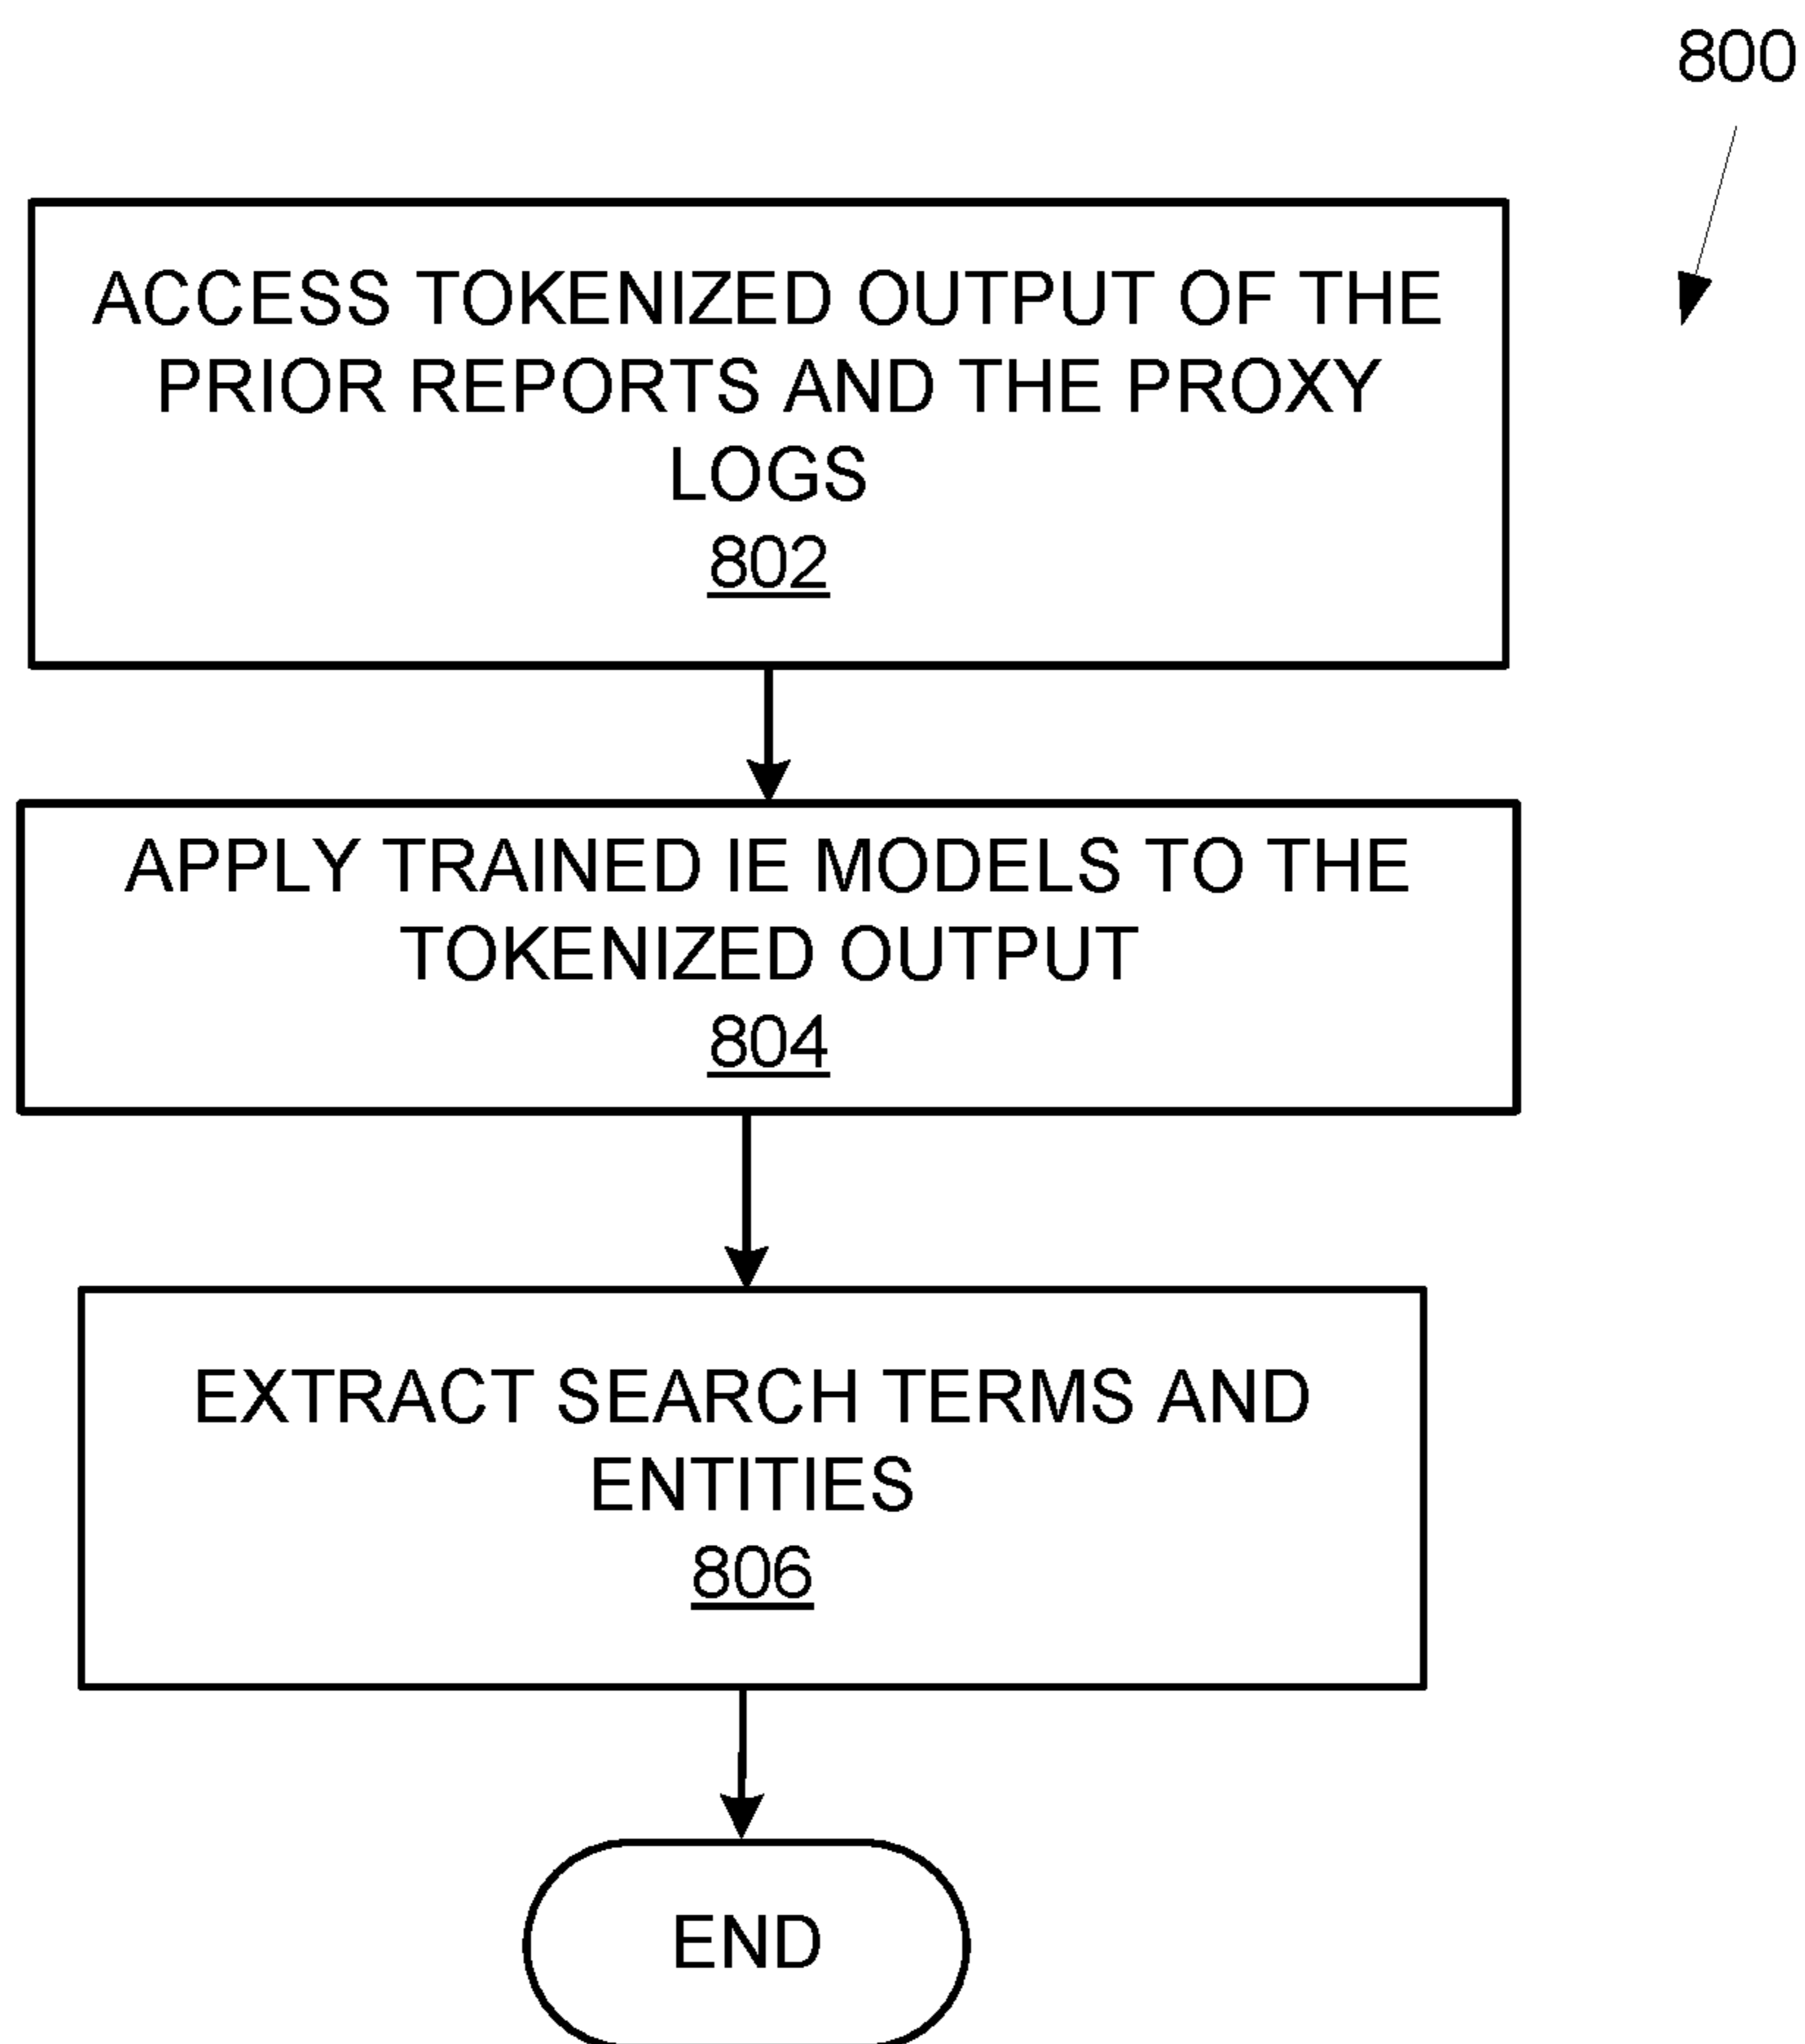 800
ACCESS TOKENIZED OUTPUT OF THE
PRIOR REPORTS AND THE PROXY
LOGS
802
APPLY TRAINED IE MODELS TO THE
TOKENIZED OUTPUT
804
EXTRACT SEARCH TERMS AND
ENTITIES
806
END